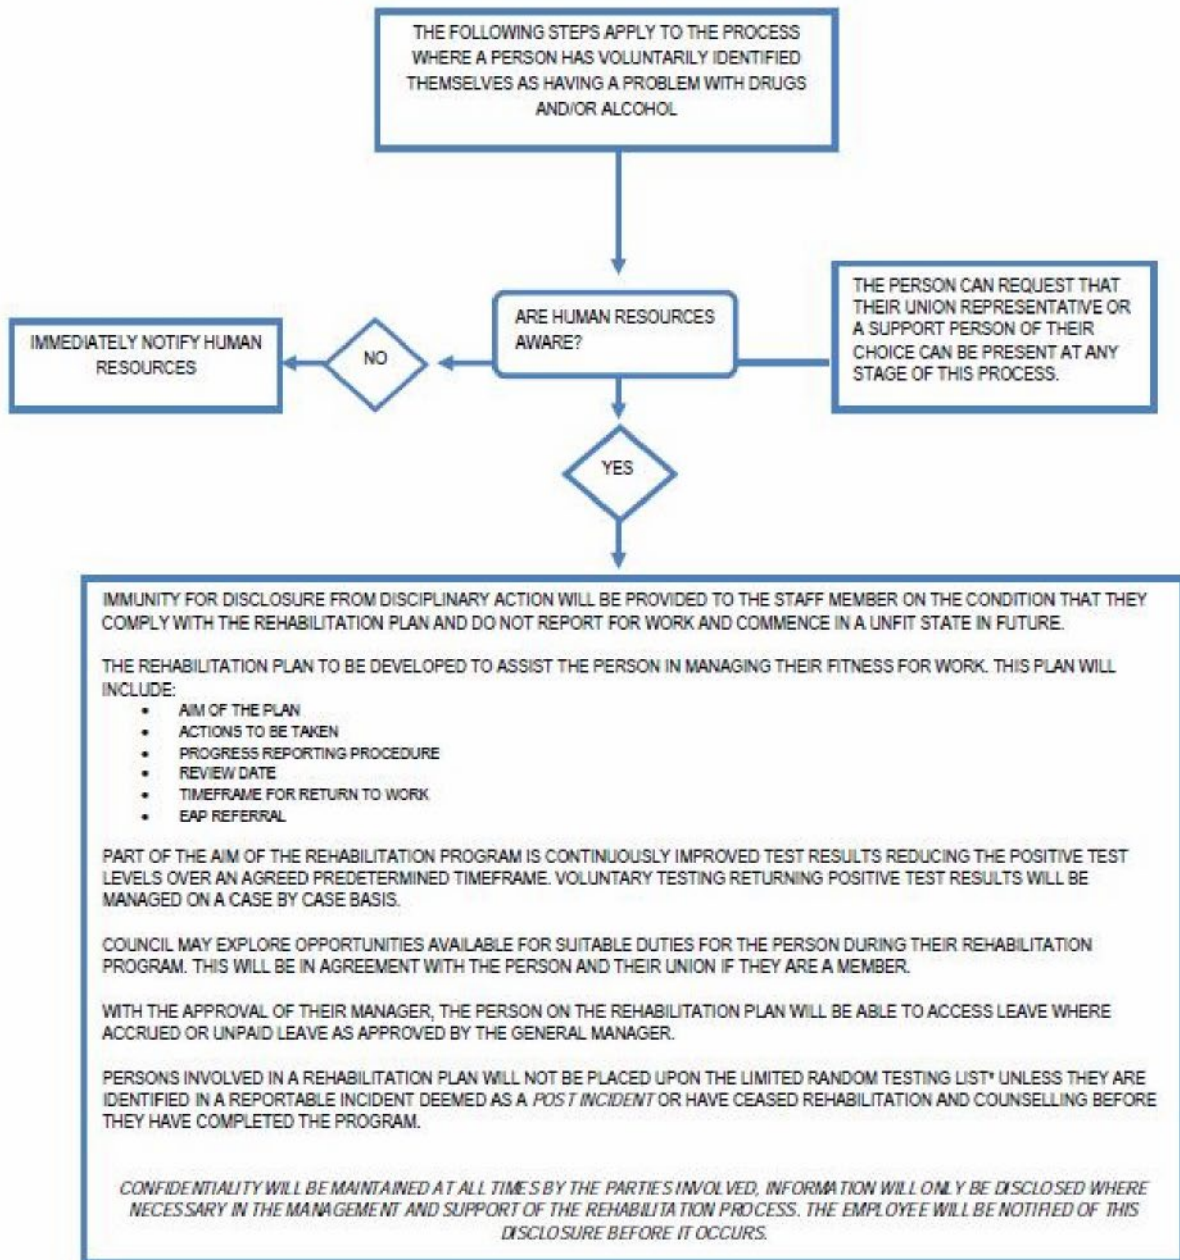 THE FOLLOWING STEPS APPLY TO THE PROCESS
WHERE A PERSON HAS VOLUNTARILY IDENTIFIED
THEMSELVES AS HAVING A PROBLEM WITH DRUGS
AND/OR ALCOHOL
IMMEDIATELY NOTIFY HUMAN
RESOURCES
NO
ARE HUMAN RESOURCES
AWARE?
THE PERSON CAN REQUEST THAT
THEIR UNION REPRESENTATIVE OR
A SUPPORT PERSON OF THEIR
CHOICE CAN BE PRESENT AT ANY
STAGE OF THIS PROCESS.
YES
IMMUNITY FOR DISCLOSURE FROM DISCIPLINARY ACTION WILL BE PROVIDED TO THE STAFF MEMBER ON THE CONDITION THAT THEY
COMPLY WITH THE REHABILITATION PLAN AND DO NOT REPORT FOR WORK AND COMMENCE IN A UNFIT STATE IN FUTURE.
THE REHABILITATION PLAN TO BE DEVELOPED TO ASSIST THE PERSON IN MANAGING THEIR FITNESS FOR WORK. THIS PLAN WILL
INCLUDE:
• AIM OF THE PLAN
• ACTIONS TO BE TAKEN
• PROGRESS REPORTING PROCEDURE
• REVIEW DATE
• TIMEFRAME FOR RETURN TO WORK
• EAP REFERRAL
PART OF THE AIM OF THE REHABILITATION PROGRAM IS CONTINUOUSLY IMPROVED TEST RESULTS REDUCING THE POSITIVE TEST
LEVELS OVER AN AGREED PREDETERMINED TIMEFRAME. VOLUNTARY TESTING RETURNING POSITIVE TEST RESULTS WILL BE
MANAGED ON A CASE BY CASE BASIS.
COUNCIL MAY EXPLORE OPPORTUNITIES AVAILABLE FOR SUITABLE DUTIES FOR THE PERSON DURING THEIR REHABILITATION
PROGRAM. THIS WILL BE IN AGREEMENT WITH THE PERSON AND THEIR UNION IF THEY ARE A MEMBER.
WITH THE APPROVAL OF THEIR MANAGER, THE PERSON ON THE REHABILITATION PLAN WILL BE ABLE TO ACCESS LEAVE WHERE
ACCRUED OR UNPAID LEAVE AS APPROVED BY THE GENERAL MANAGER.
PERSONS INVOLVED IN A REHABILITATION PLAN WILL NOT BE PLACED UPON THE LIMITED RANDOM TESTING LIST* UNLESS THEY ARE
IDENTIFIED IN A REPORTABLE INCIDENT DEEMED AS A POST INCIDENT OR HAVE CEASED REHABILITATION AND COUNSELLING BEFORE
THEY HAVE COMPLETED THE PROGRAM.
CONFIDENTIALITY WILL BE MAINTAINED AT ALL TIMES BY THE PARTIES INVOLVED, INFORMATION WILL ONLY BE DISCLOSED WHERE
NECESSARY IN THE MANAGEMENT AND SUPPORT OF THE REHABILITATION PROCESS. THE EMPLOYEE WILL BE NOTIFIED OF THIS
DISCLOSURE BEFORE IT OCCURS.